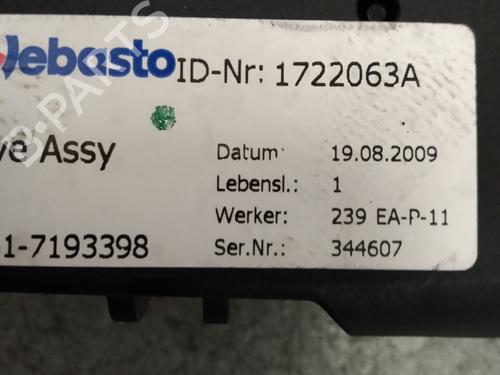 Webasto ID-Nr: 1722063A
Assy
Datum: 19.08.2009
Lebensl.: 1
Werker: 239 EA-P-11
1-7193398 Ser.Nr.: 344607